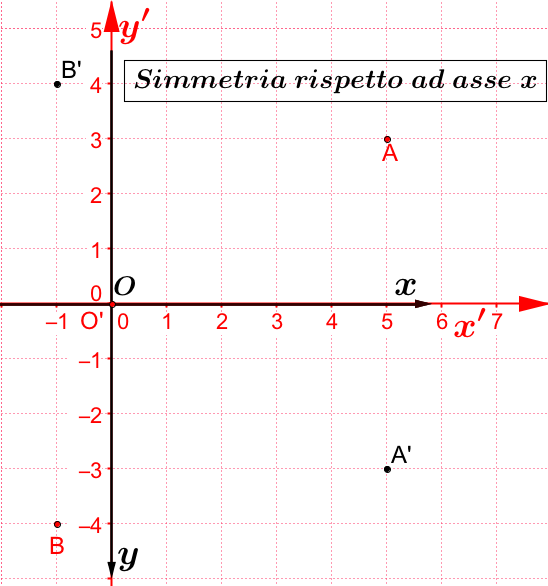 5
y'
B'
Simmetria rispetto ad asse x
4
3
A
2
1
0
O
x
–1
O'
0
1
2
3
4
5
6
7
x'
–1
–2
A'
–3
–4
B
y